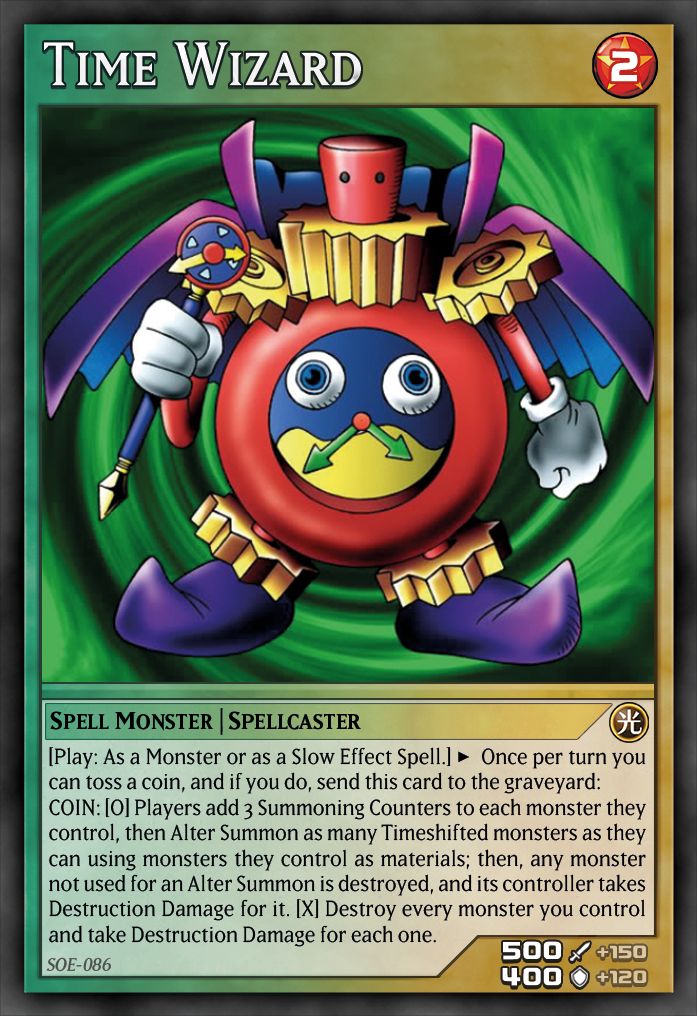 TIME WIZARD
2
SPELL MONSTER | SPELLCASTER
光
[Play: As a Monster or as a Slow Effect Spell.] ► Once per turn you
can toss a coin, and if you do, send this card to the graveyard:
COIN: [O] Players add 3 Summoning Counters to each monster they
control, then Alter Summon as many Timeshifted monsters as they
can using monsters they control as materials; then, any monster
not used for an Alter Summon is destroyed, and its controller takes
Destruction Damage for it. [X] Destroy every monster you control
and take Destruction Damage for each one.
500 +150
400 +120
SOE-086